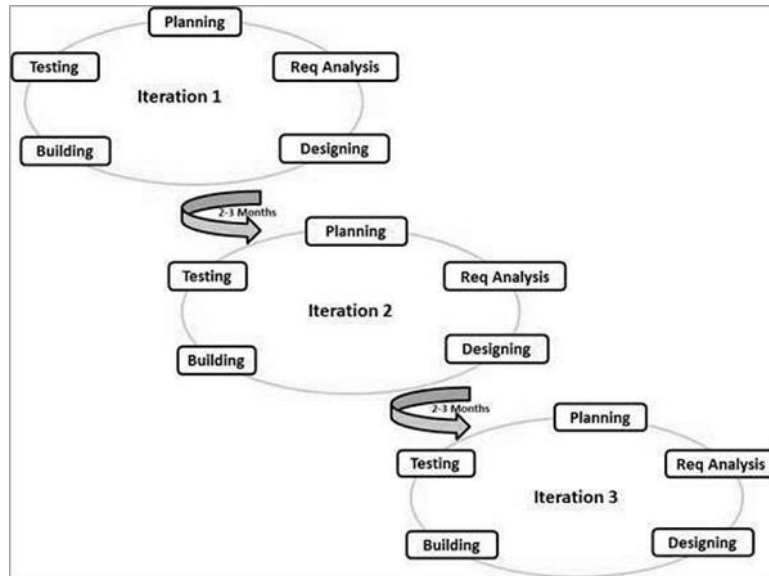 Planning
Testing
Req Analysis
Iteration 1
Building
Designing
2-3 Months
Planning
Testing
Req Analysis
Iteration 2
Building
Designing
2-3 Months
Planning
Testing
Req Analysis
Iteration 3
Building
Designing